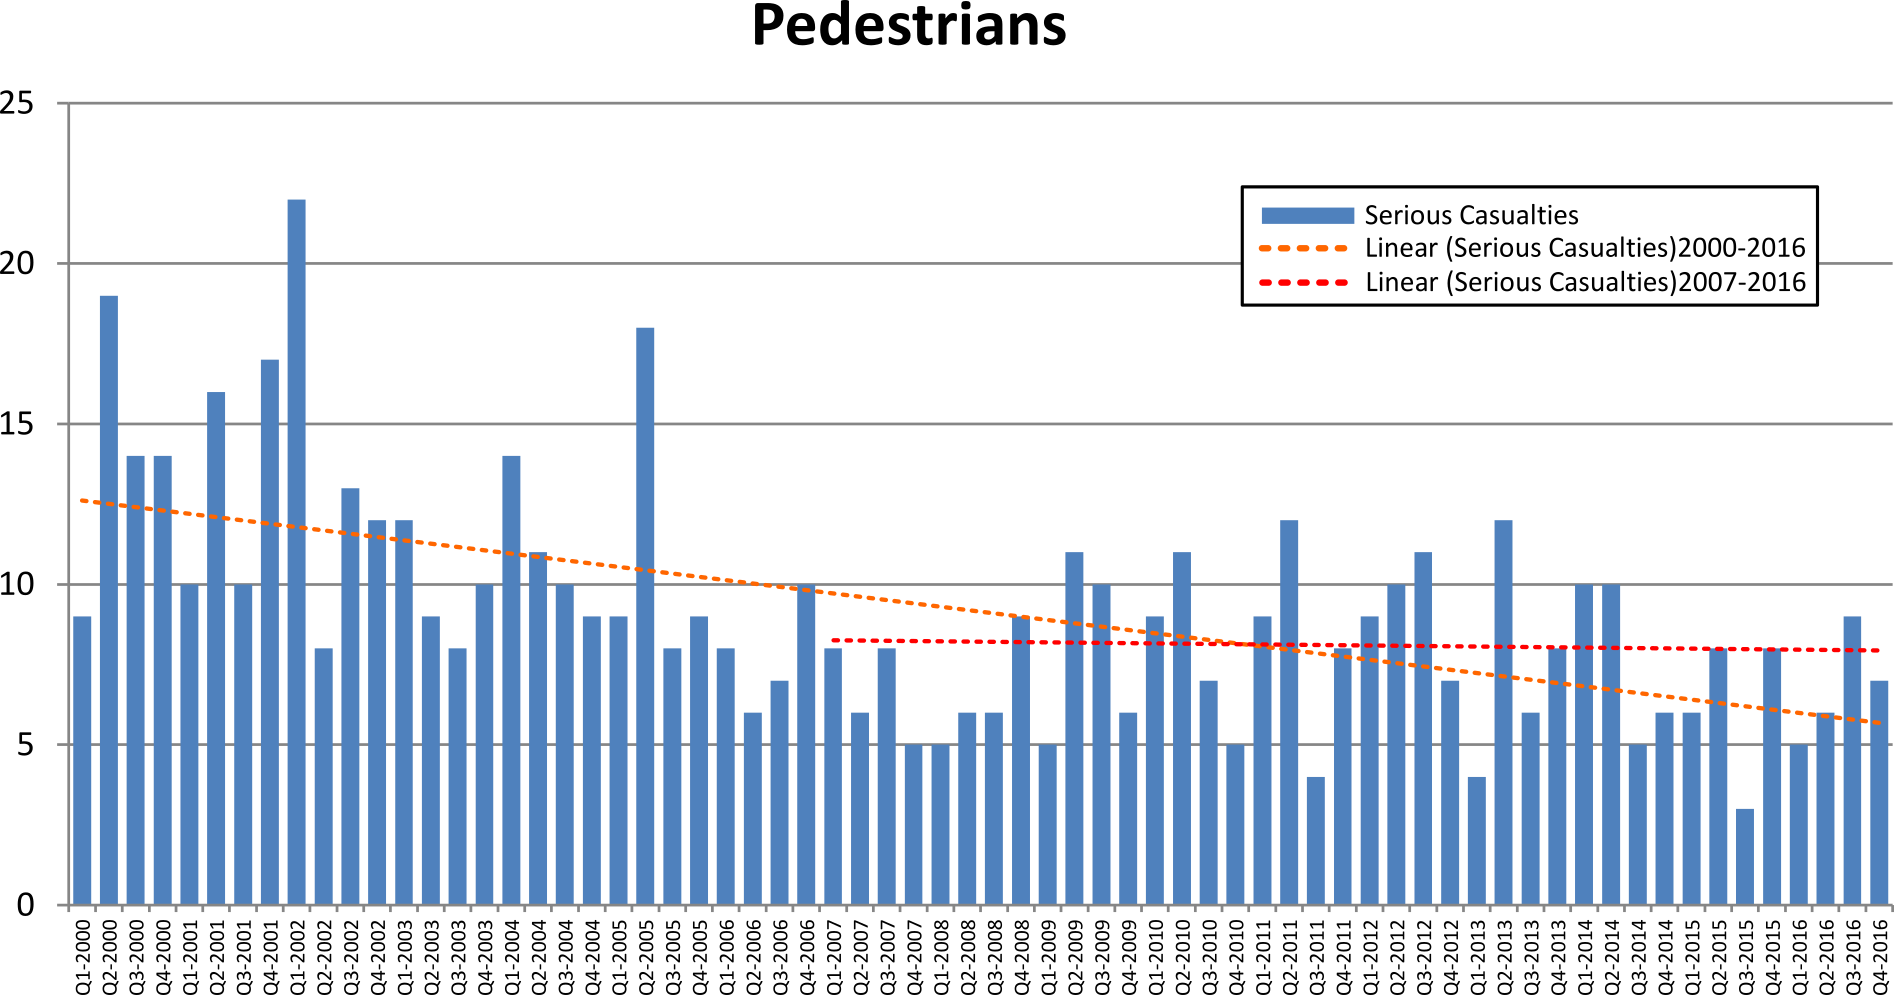 Pedestrians
25
20
15
10
5
0
Serious Casualties
Linear (Serious Casualties)2000-2016
Linear (Serious Casualties)2007-2016
Q1-2000
Q2-2000
Q3-2000
Q4-2000
Q1-2001
Q2-2001
Q3-2001
Q4-2001
Q1-2002
Q2-2002
Q3-2002
Q4-2002
Q1-2003
Q2-2003
Q3-2003
Q4-2003
Q1-2004
Q2-2004
Q3-2004
Q4-2004
Q1-2005
Q2-2005
Q3-2005
Q4-2005
Q1-2006
Q2-2006
Q3-2006
Q4-2006
Q1-2007
Q2-2007
Q3-2007
Q4-2007
Q1-2008
Q2-2008
Q3-2008
Q4-2008
Q1-2009
Q2-2009
Q3-2009
Q4-2009
Q1-2010
Q2-2010
Q3-2010
Q4-2010
Q1-2011
Q2-2011
Q3-2011
Q4-2011
Q1-2012
Q2-2012
Q3-2012
Q4-2012
Q1-2013
Q2-2013
Q3-2013
Q4-2013
Q1-2014
Q2-2014
Q3-2014
Q4-2014
Q1-2015
Q2-2015
Q3-2015
Q4-2015
Q1-2016
Q2-2016
Q3-2016
Q4-2016